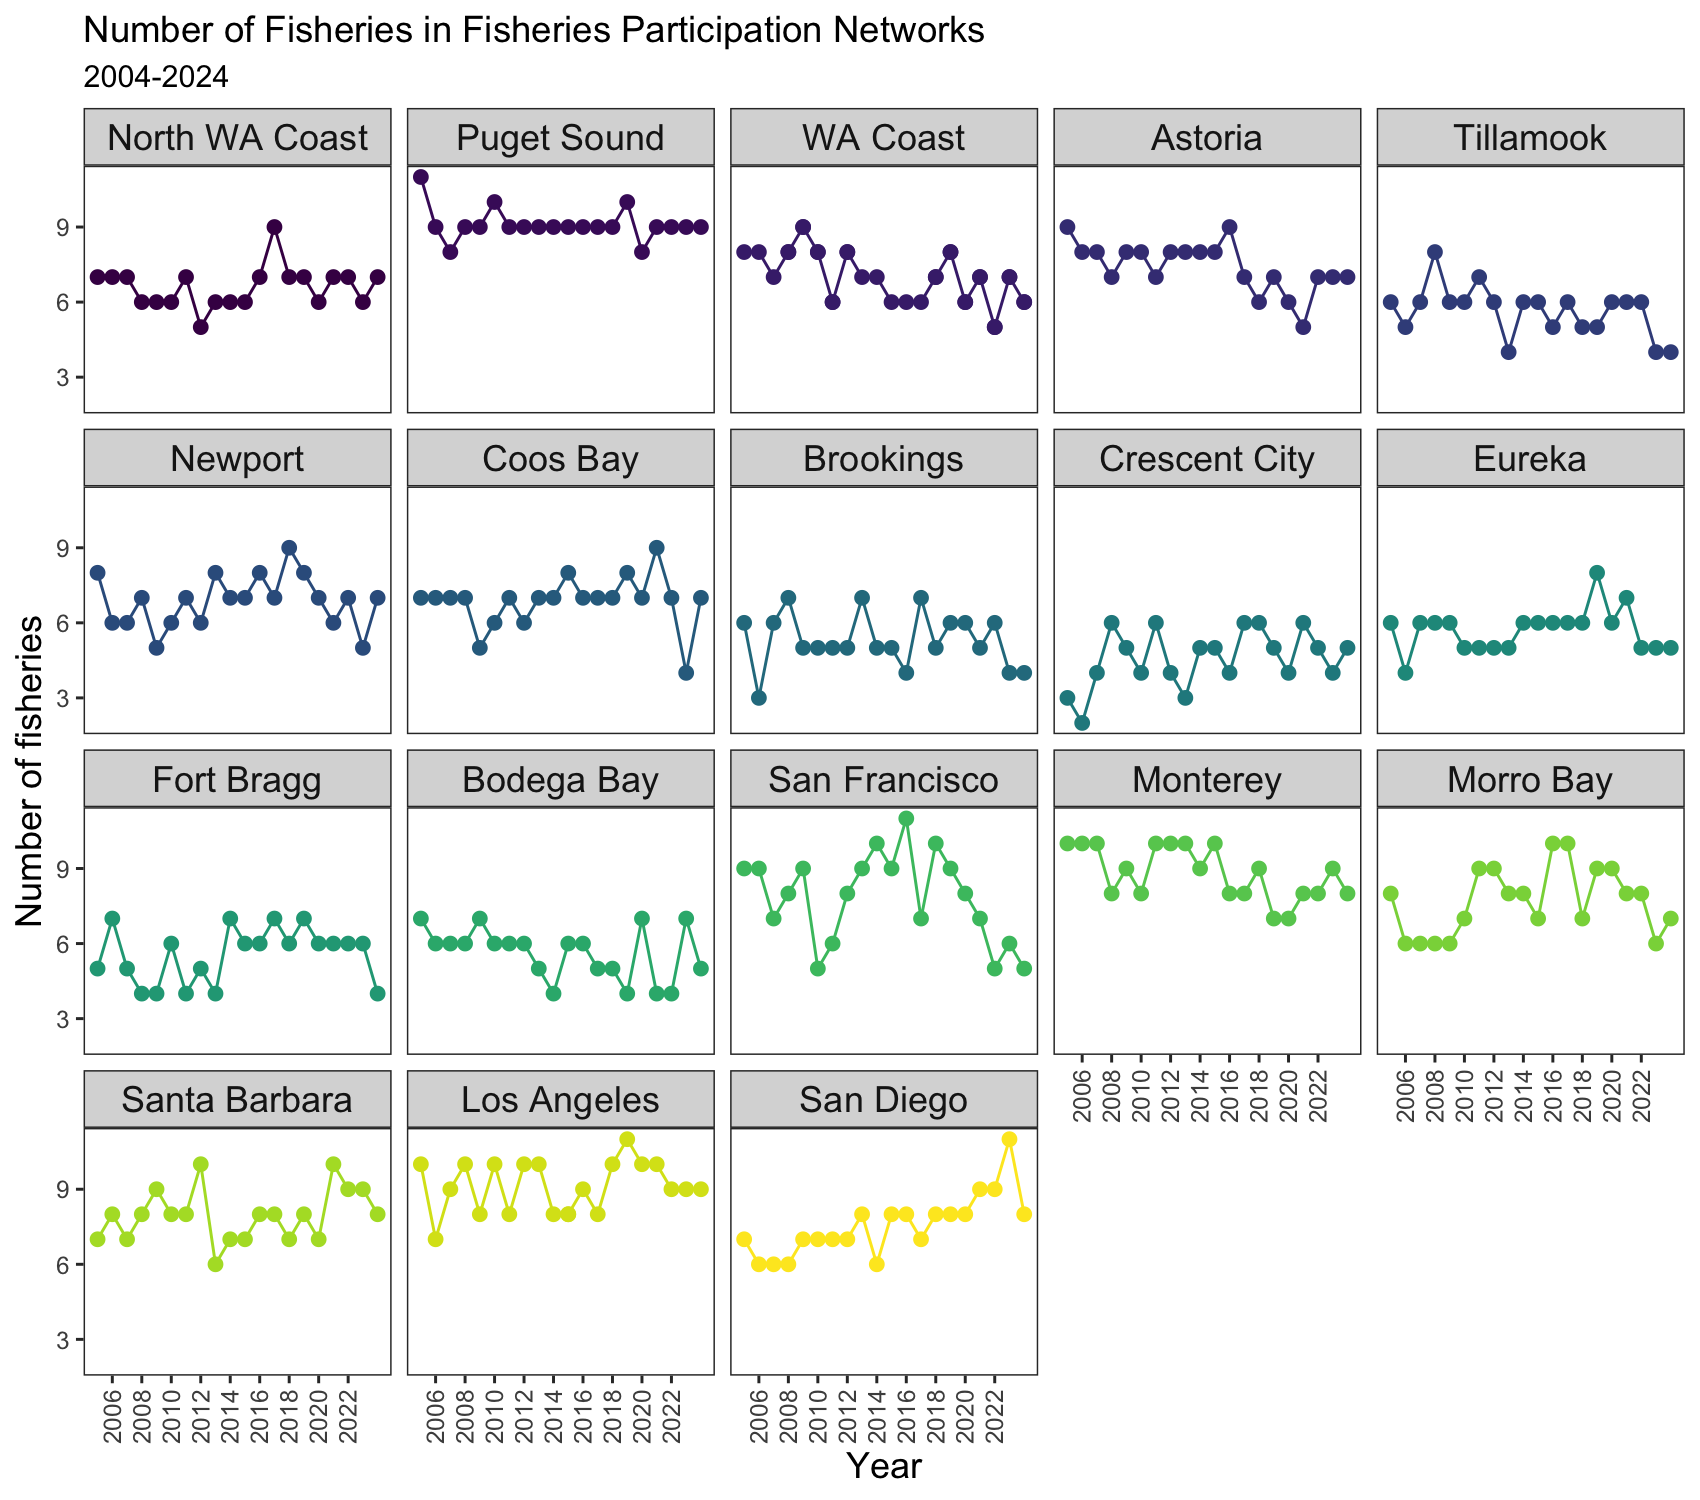 Number of Fisheries in Fisheries Participation Networks
2004-2024
North WA Coast Puget Sound WA Coast Astoria Tillamook
9
6
3
Newport Coos Bay Brookings Crescent City Eureka
9
6
3
Number of fisheries
Fort Bragg Bodega Bay San Francisco Monterey Morro Bay
9
6
3
2006 2008 2010 2012 2014 2016 2018 2020 2022 2006 2008 2010 2012 2014 2016 2018 2020 2022
Santa Barbara Los Angeles San Diego
9
6
3
2006 2008 2010 2012 2014 2016 2018 2020 2022 2006 2008 2010 2012 2014 2016 2018 2020 2022 2006 2008 2010 2012 2014 2016 2018 2020 2022
Year